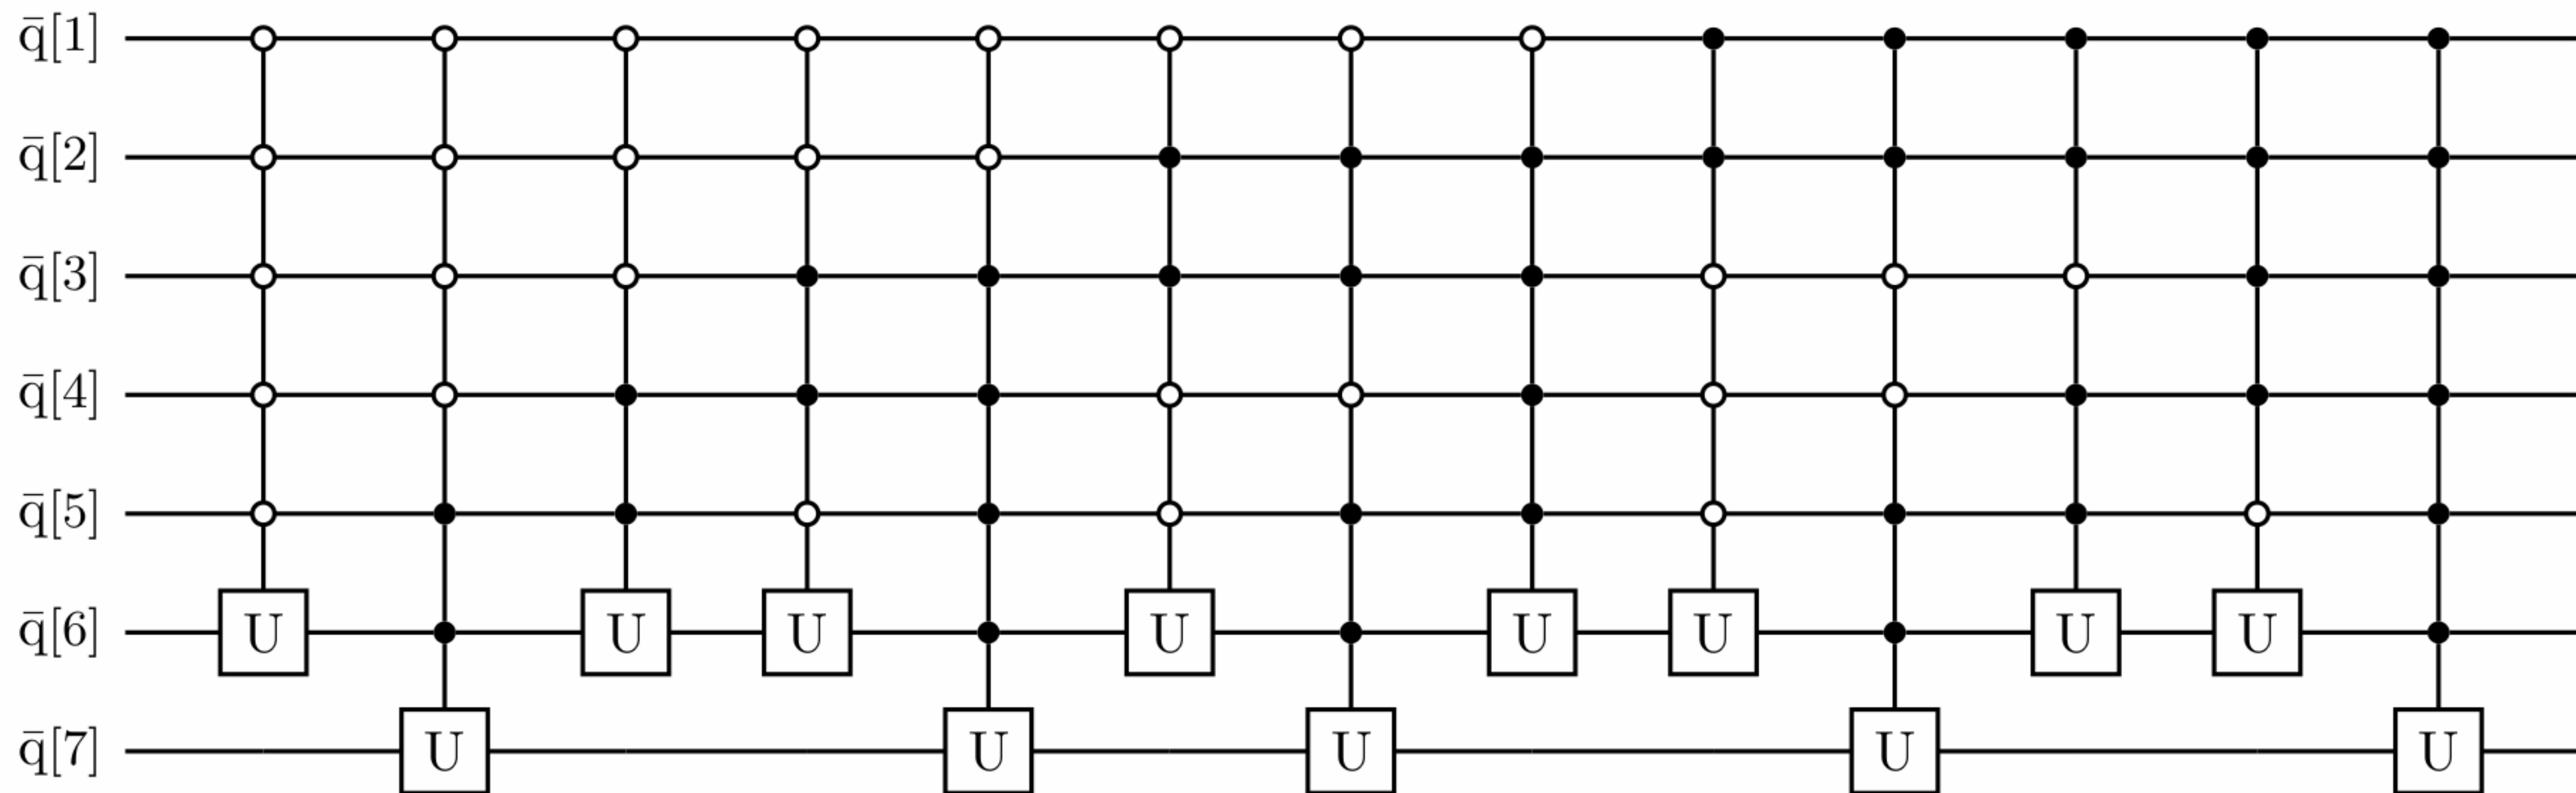 q̄[1]
q̄[2]
q̄[3]
q̄[4]
q̄[5]
q̄[6] U U U U U U U U
q̄[7] U U U U U